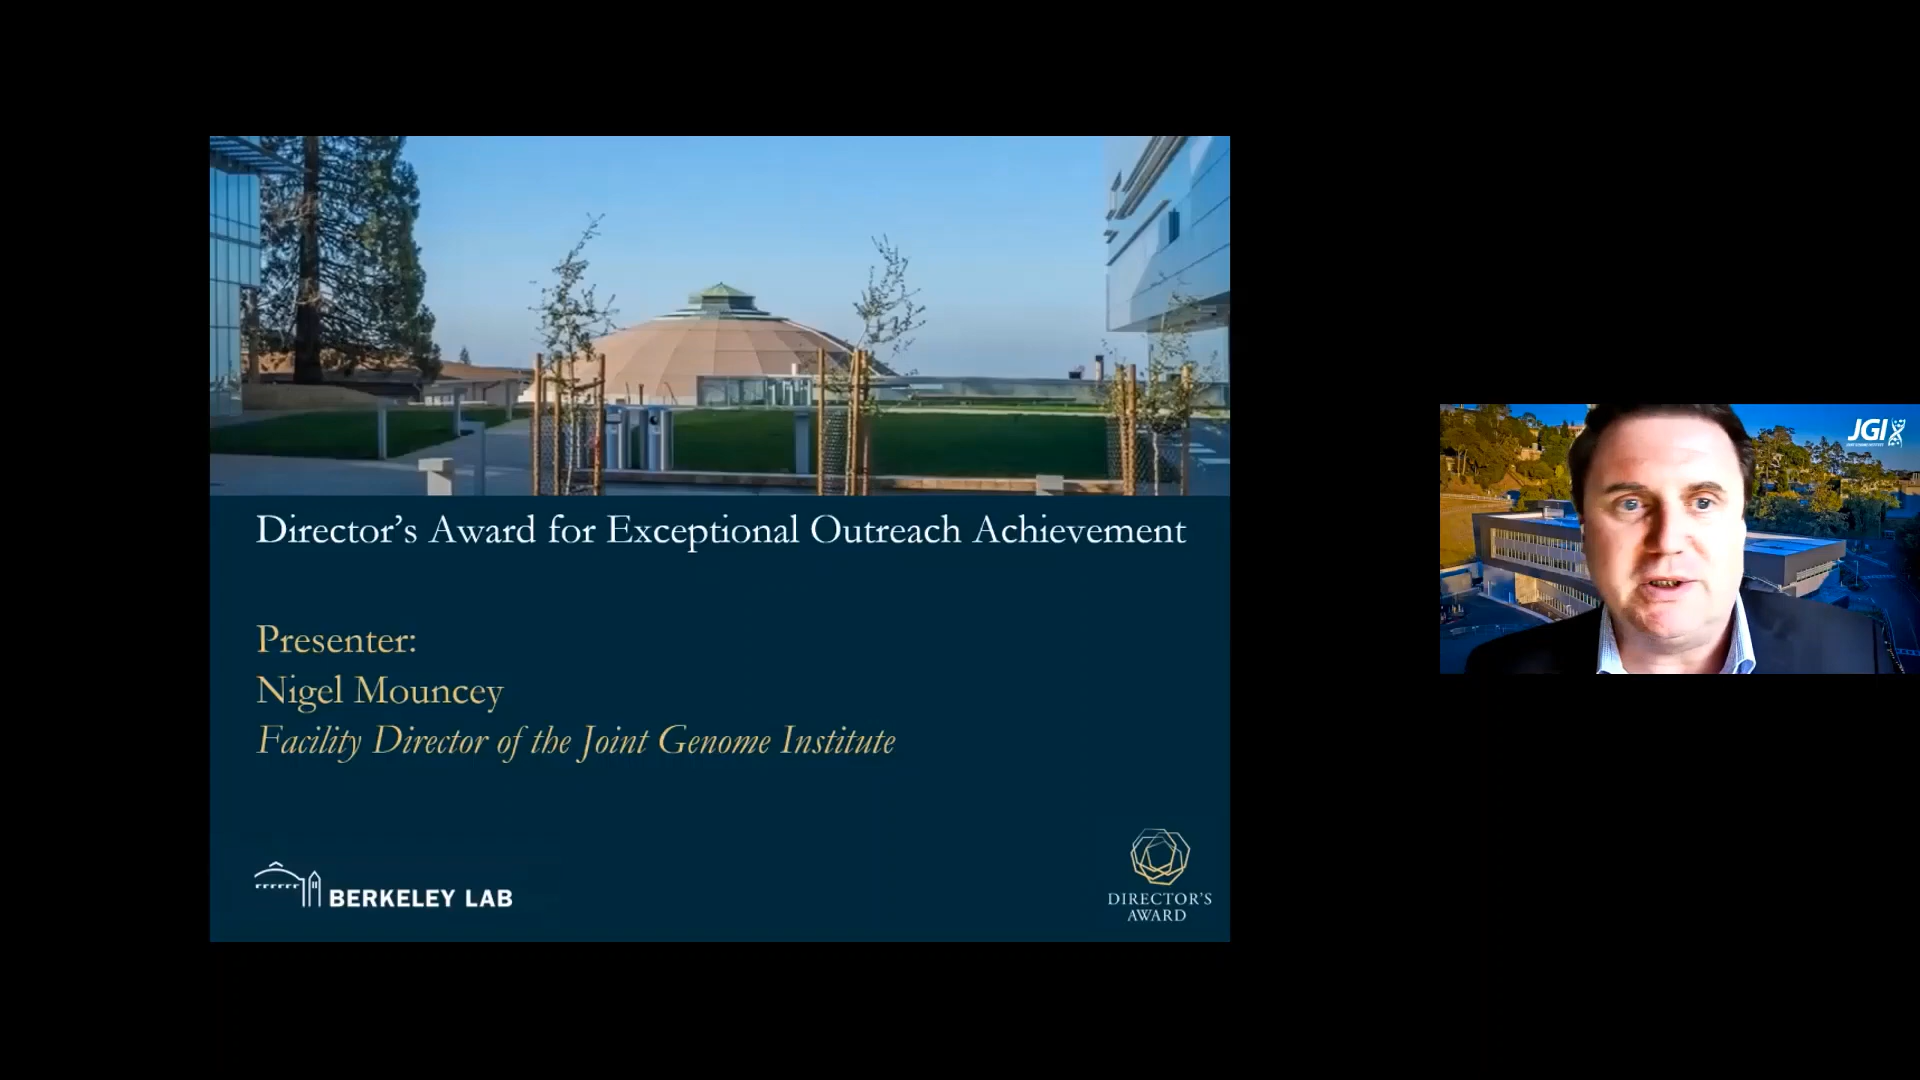 Director's Award for Exceptional Outreach Achievement
Presenter:
Nigel Mouncey
Facility Director of the Joint Genome Institute
BERKELEY LAB
DIRECTOR'S
AWARD
JGI